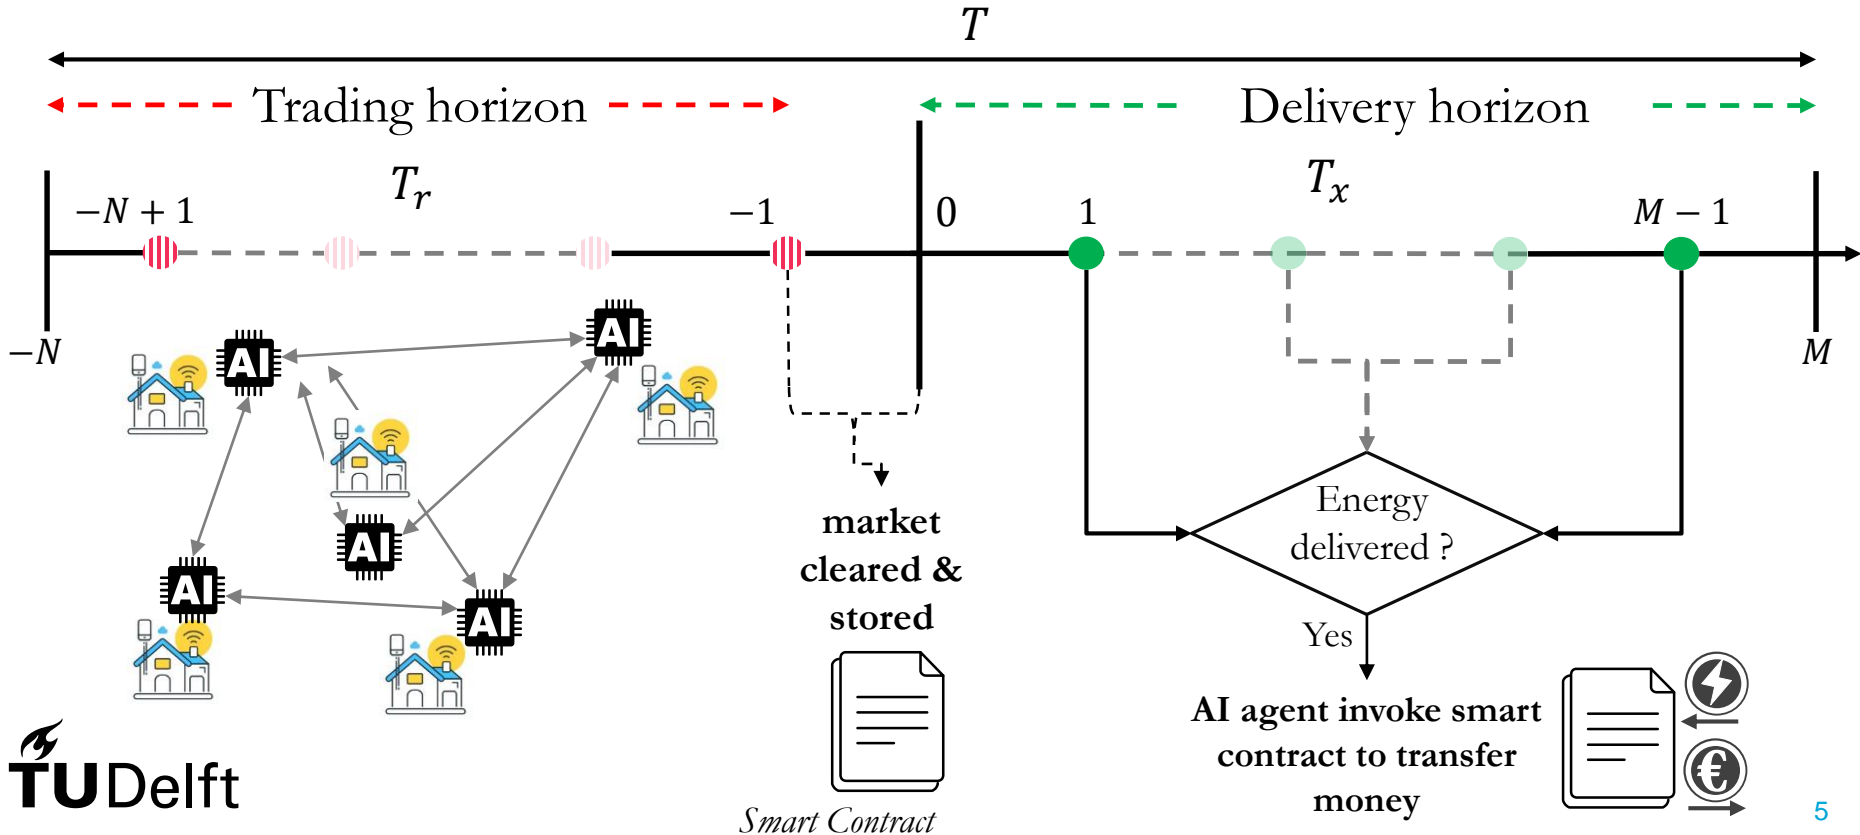 T
Trading horizon
Delivery horizon
T_r
T_x
−N + 1
−1
0
1
M − 1
−N
M
AI
AI
AI
AI
AI
market
cleared &
stored
Smart Contract
Energy
delivered ?
Yes
AI agent invoke smart
contract to transfer
money
€
TUDelft
5